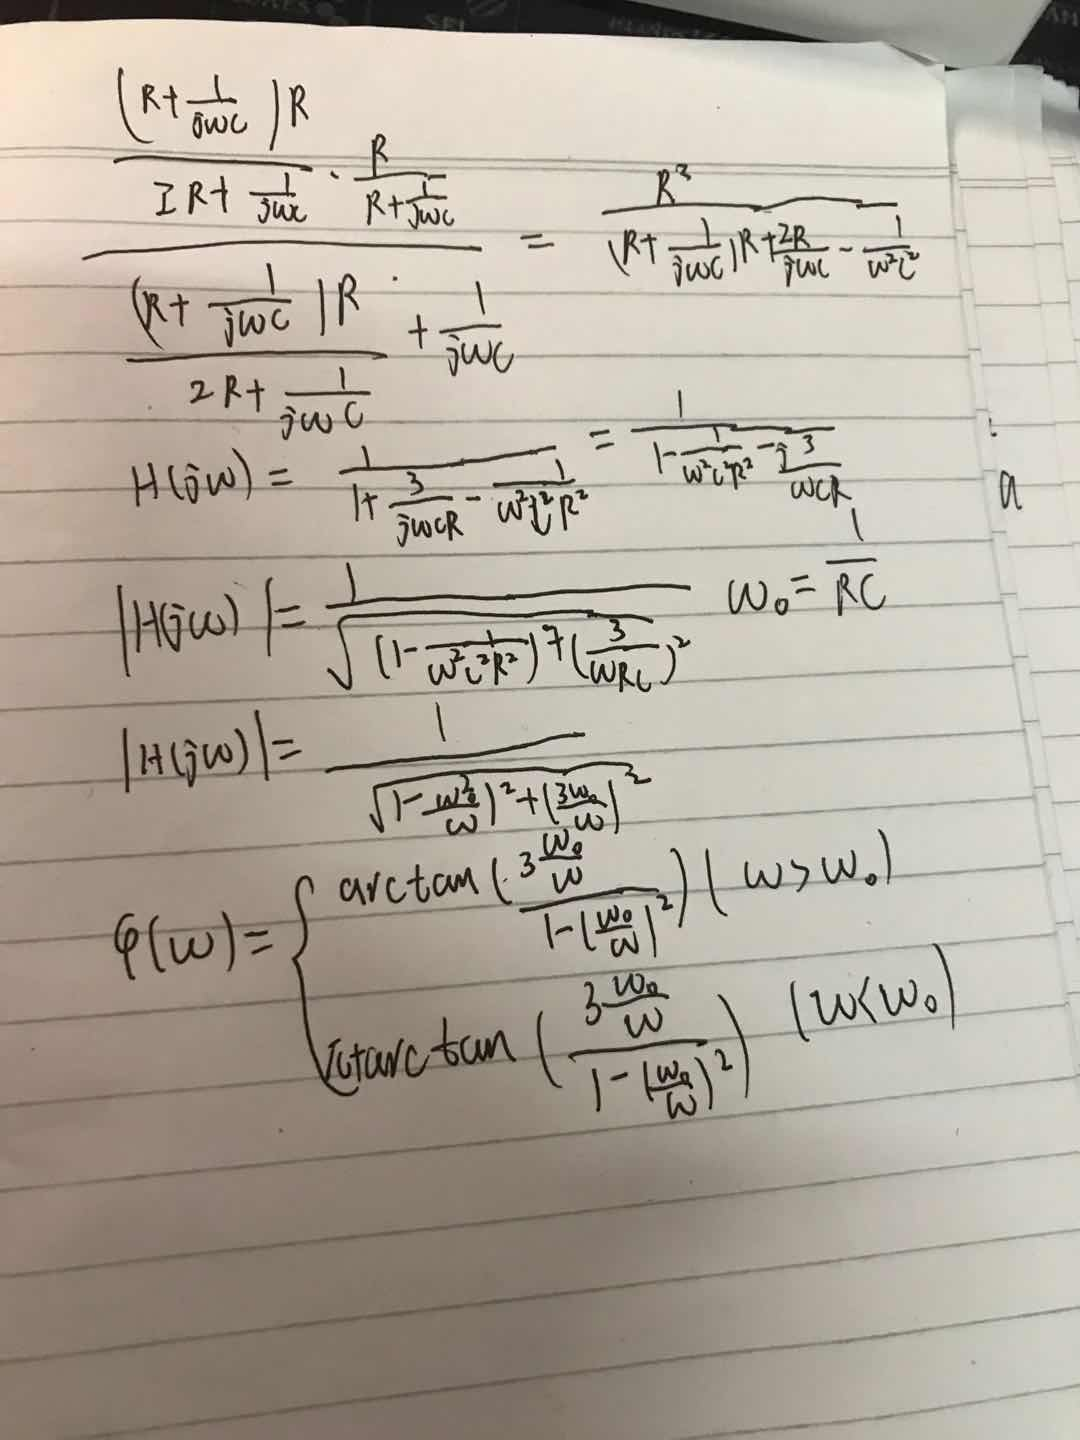 ((R+1/(jωC))R)/(2R+1/(jωC)) · R/(R+1/(jωC)) / (((R+1/(jωC))R)/(2R+1/(jωC)) + 1/(jωC)) = R²/((R+1/(jωC))R+2R/(jωC)-1/(ω²C²))
H(jω) = 1/(1+3/(jωCR)-1/(ω²C²R²)) = 1/(1-1/(ω²C²R²)-j3/(ωCR))
a
|H(jω)|= 1/√((1-1/(ω²C²R²))²+(3/(ωRC))²) ω₀=1/RC
|H(jω)|= 1/√(1-ω₀²/ω)²+(3ω₀/ω)²
φ(ω)= { arctan(3ω₀/ω / (1-(ω₀/ω)²)) (ω>ω₀)
π+arctan(3ω₀/ω / (1-(ω₀/ω)²)) (ω<ω₀)